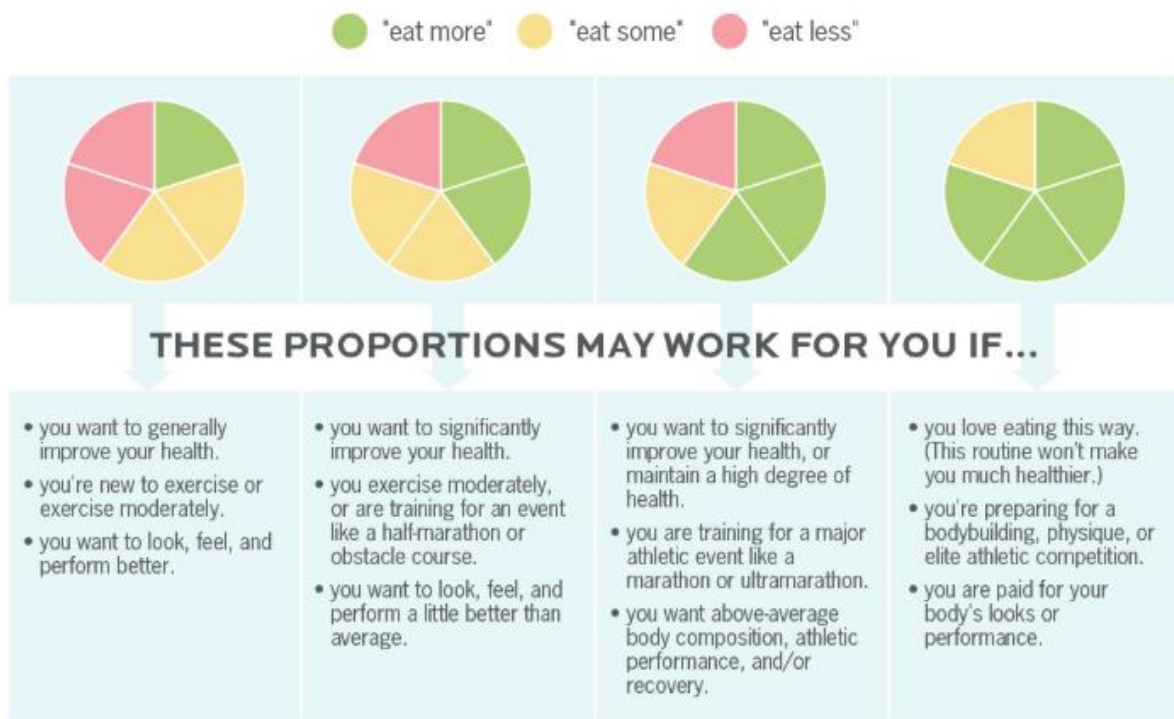 "eat more" "eat some" "eat less"
THESE PROPORTIONS MAY WORK FOR YOU IF...
• you want to generally
improve your health.
• you're new to exercise or
exercise moderately.
• you want to look, feel, and
perform better.
• you want to significantly
improve your health.
• you exercise moderately,
or are training for an event
like a half-marathon or
obstacle course.
• you want to look, feel, and
perform a little better than
average.
• you want to significantly
improve your health, or
maintain a high degree of
health.
• you are training for a major
athletic event like a
marathon or ultramarathon.
• you want above-average
body composition, athletic
performance, and/or
recovery.
• you love eating this way.
(This routine won't make
you much healthier.)
• you're preparing for a
bodybuilding, physique, or
elite athletic competition.
• you are paid for your
body's looks or
performance.